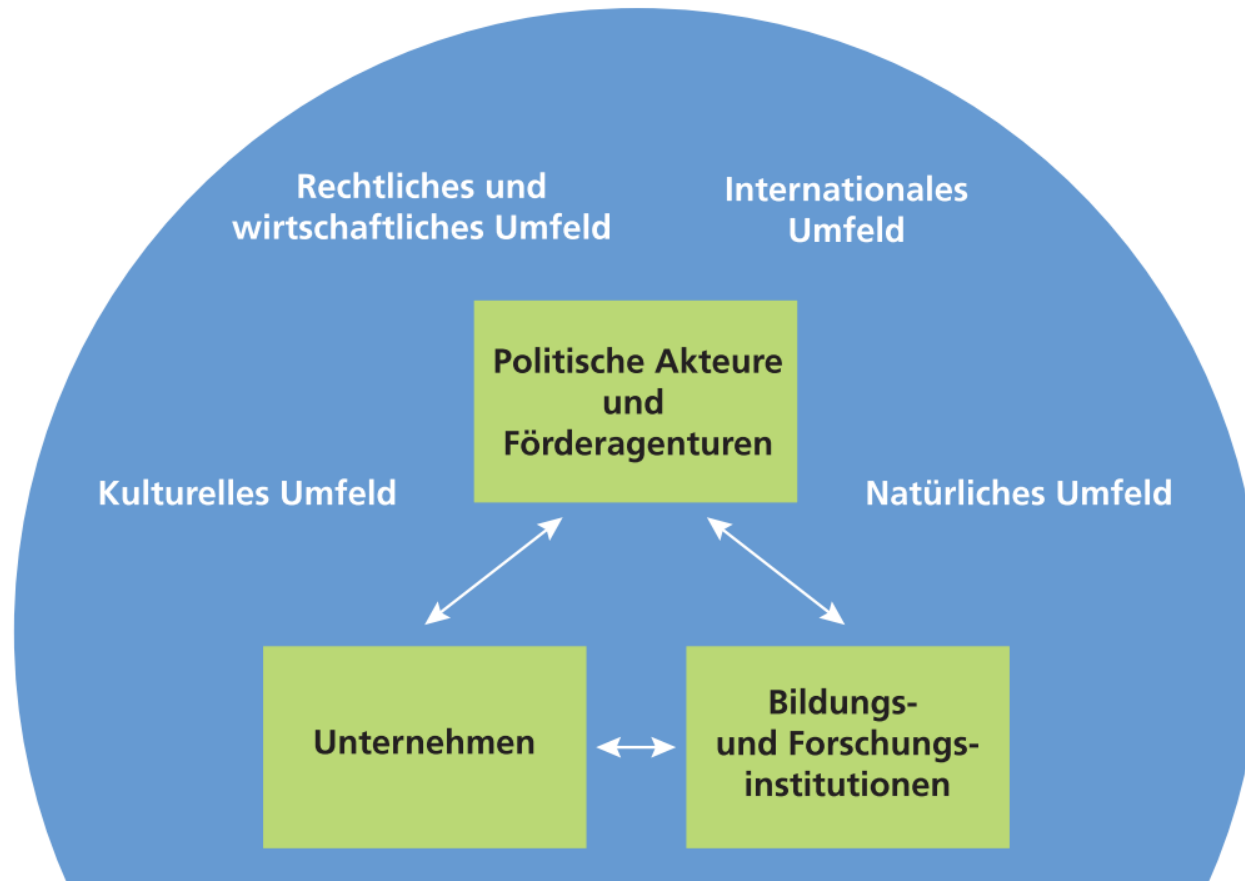 Rechtliches und
wirtschaftliches Umfeld
Internationales
Umfeld
Politische Akteure
und
Förderagenturen
Kulturelles Umfeld
Natürliches Umfeld
Unternehmen
Bildungs-
und Forschungs-
institutionen